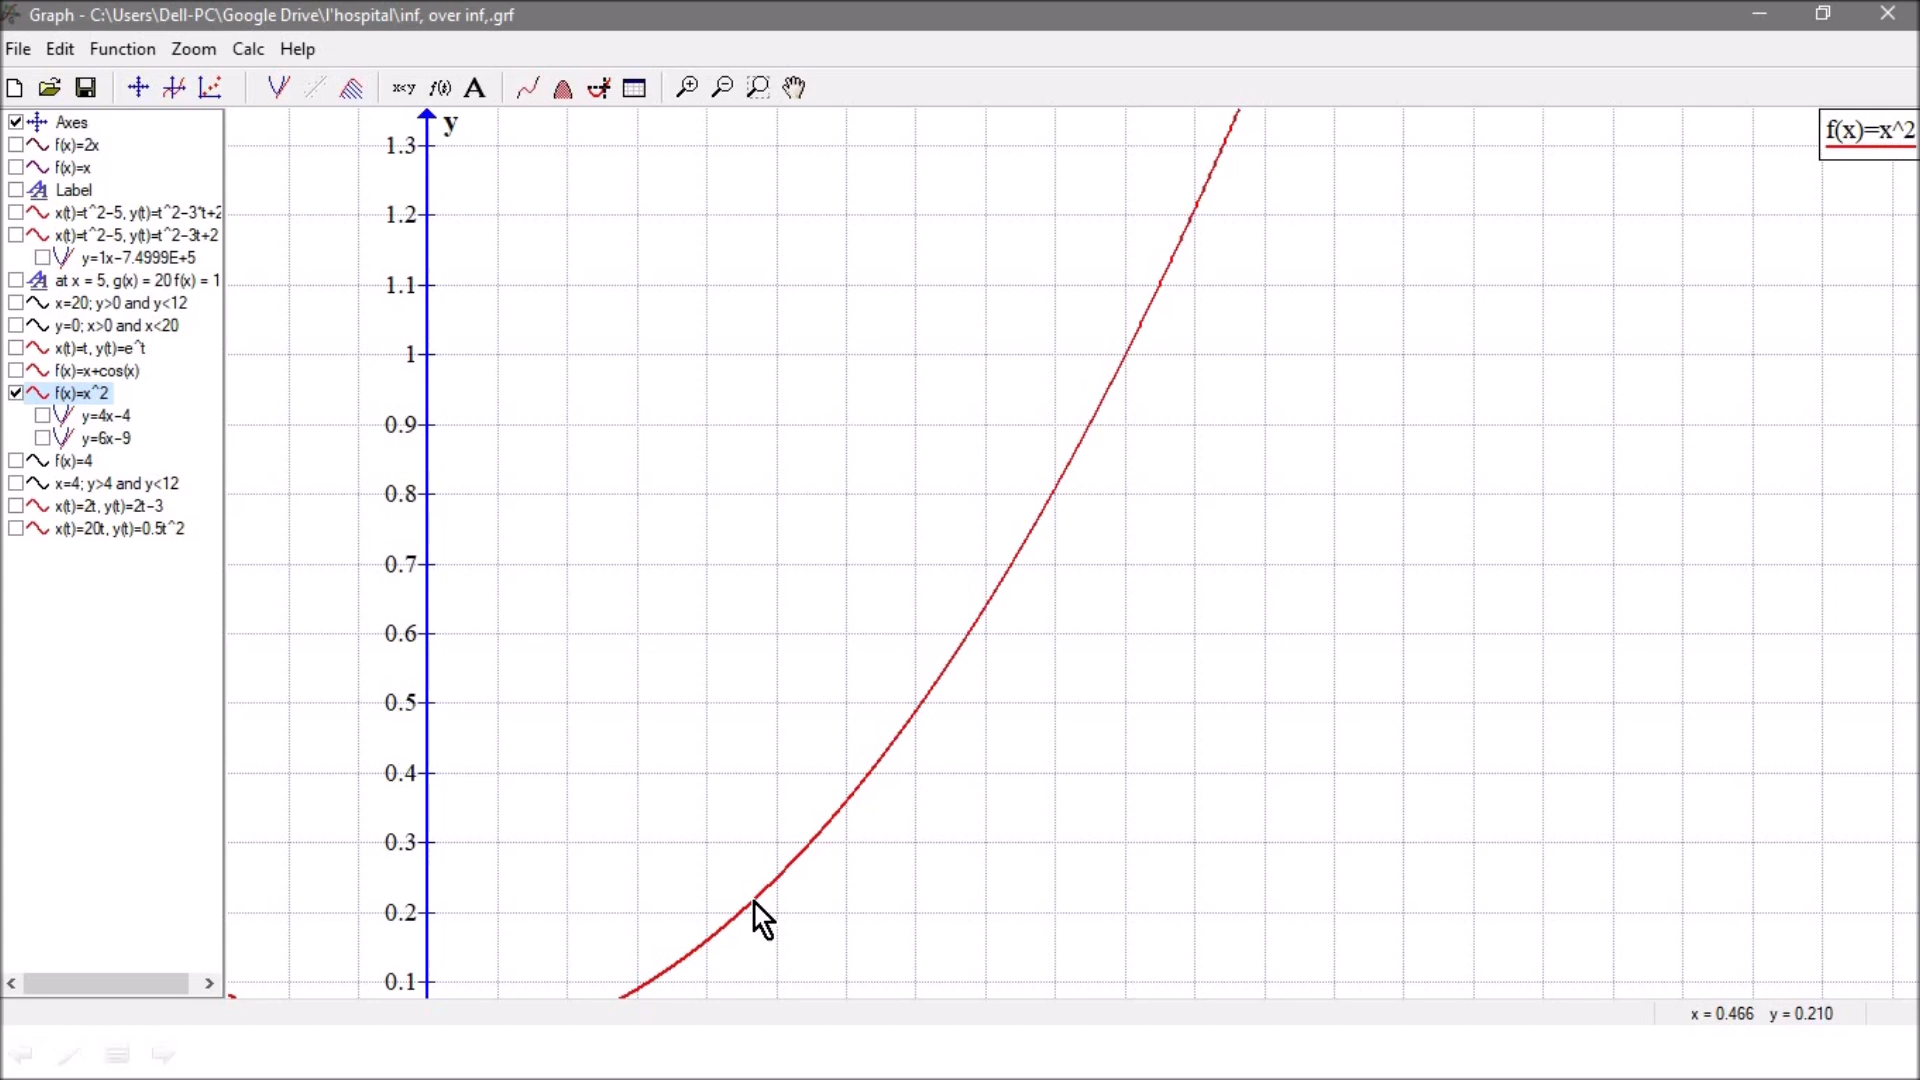 Graph - C:\Users\Dell-PC\Google Drive\l'hospital\inf, over inf,.grf
File Edit Function Zoom Calc Help
x<y f(x) A
Axes
f(x)=2x
f(x)=x
Label
x(t)=t^2-5, y(t)=t^2-3*t+2
x(t)=t^2-5, y(t)=t^2-3t+2
y=1x-7.4999E+5
at x = 5, g(x) = 20 f(x) = 1
x=20; y>0 and y<12
y=0; x>0 and x<20
x(t)=t, y(t)=e^t
f(x)=x+cos(x)
f(x)=x^2
y=4x-4
y=6x-9
f(x)=4
x=4; y>4 and y<12
x(t)=2t, y(t)=2t-3
x(t)=20t, y(t)=0.5t^2
y
1.3
1.2
1.1
1
0.9
0.8
0.7
0.6
0.5
0.4
0.3
0.2
0.1
f(x)=x^2
x = 0.466 y = 0.210